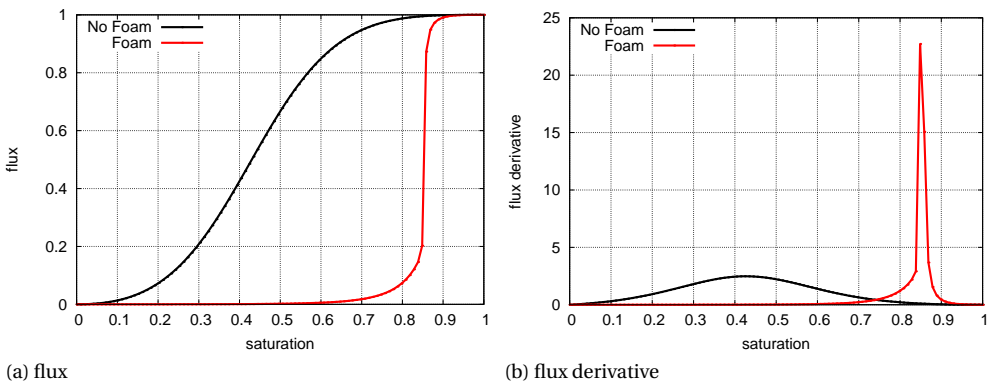 No Foam
Foam
flux
1
0.8
0.6
0.4
0.2
0
0 0.1 0.2 0.3 0.4 0.5 0.6 0.7 0.8 0.9 1
saturation
(a) flux
No Foam
Foam
flux derivative
25
20
15
10
5
0
0 0.1 0.2 0.3 0.4 0.5 0.6 0.7 0.8 0.9 1
saturation
(b) flux derivative